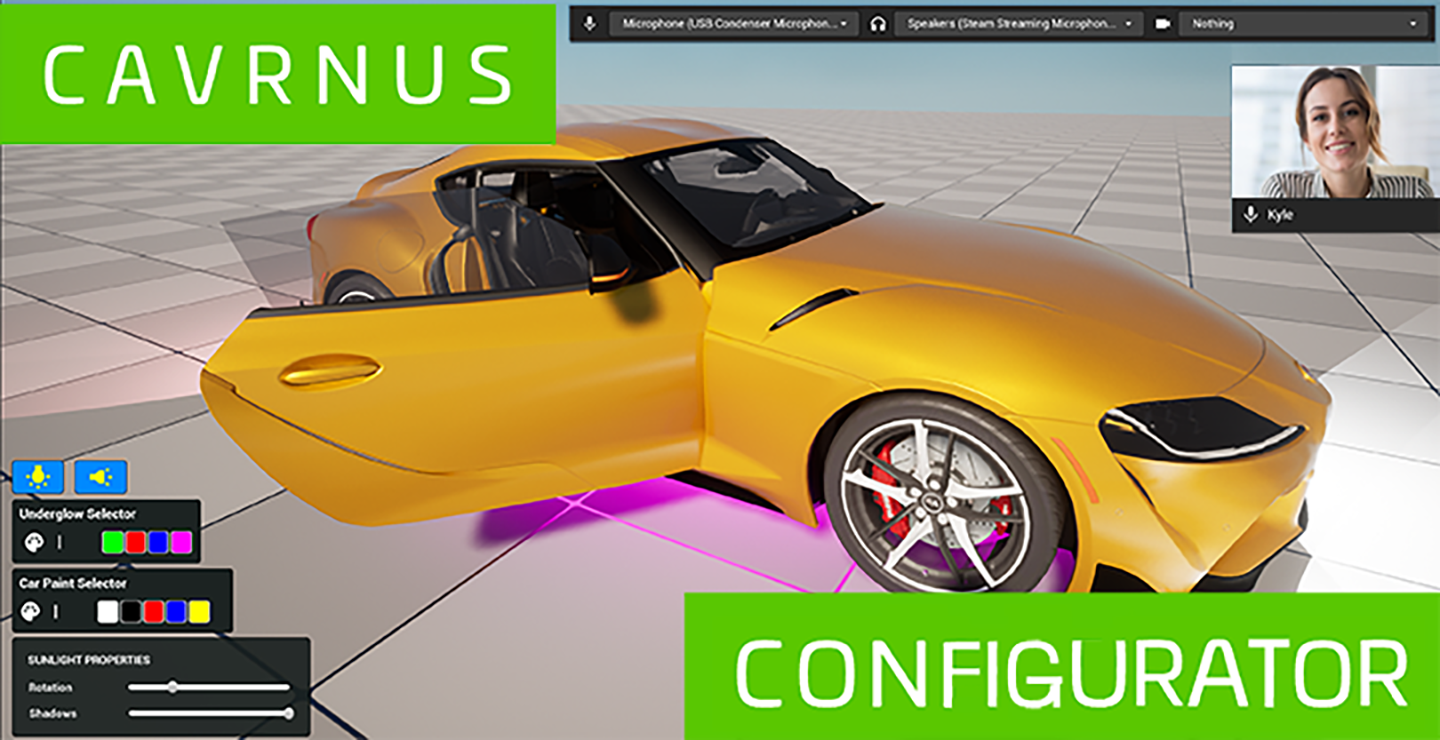 CAVRNUS
Microphone (USB Condenser Microphon...
Speakers (Steam Streaming Microphon...
Nothing
Kyle
Underglow Selector
Car Paint Selector
SUNLIGHT PROPERTIES
Rotation
Shadows
CONFIGURATOR